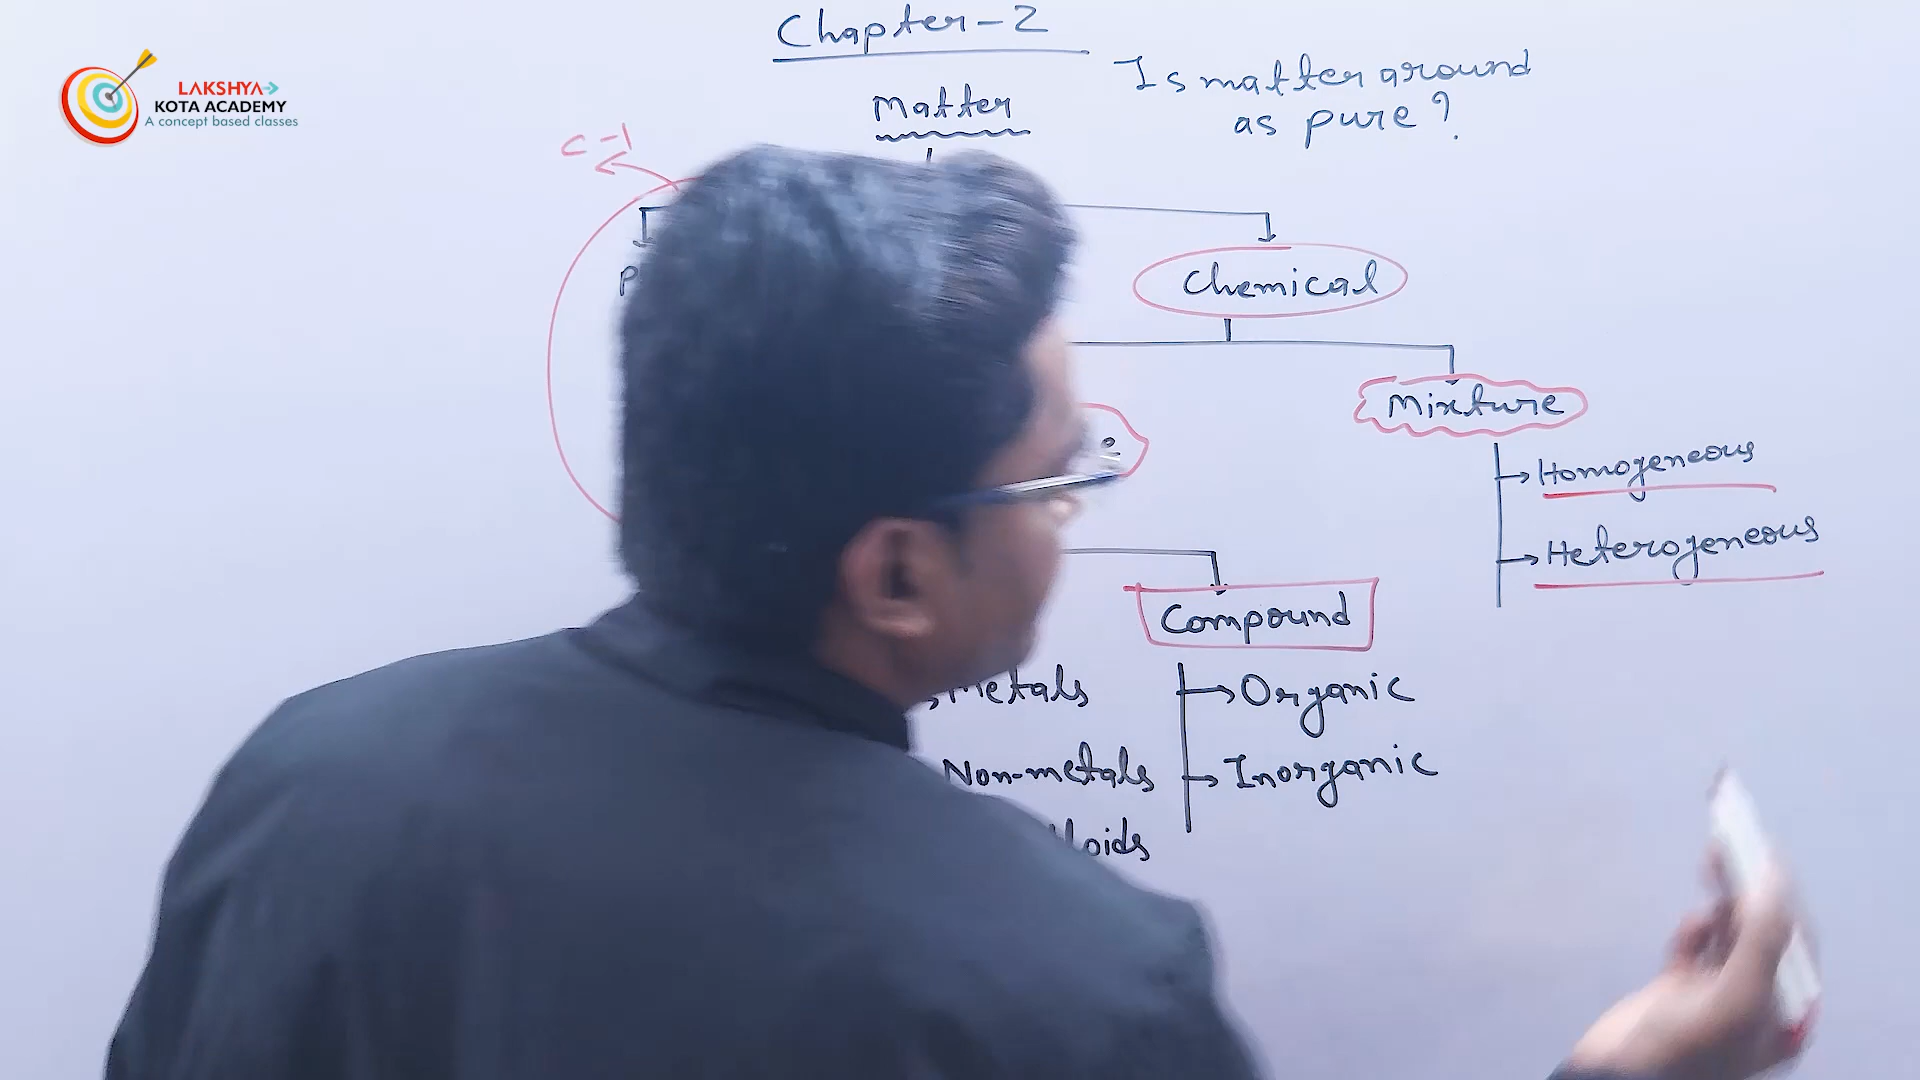 Chapter-2
LAKSHYA
KOTA ACADEMY
A concept based classes
Matter
Is matter around
as pure ?
C-1
Chemical
Mixture
Homogeneous
Heterogeneous
Compound
Metals
Organic
Non-metals
Inorganic